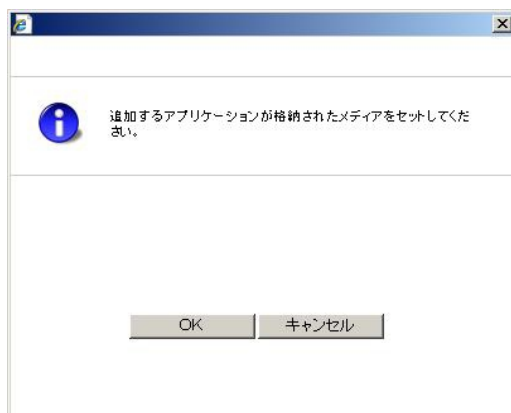 追加するアプリケーションが格納されたメディアをセットしてくだ
さい。
OK
キャンセル